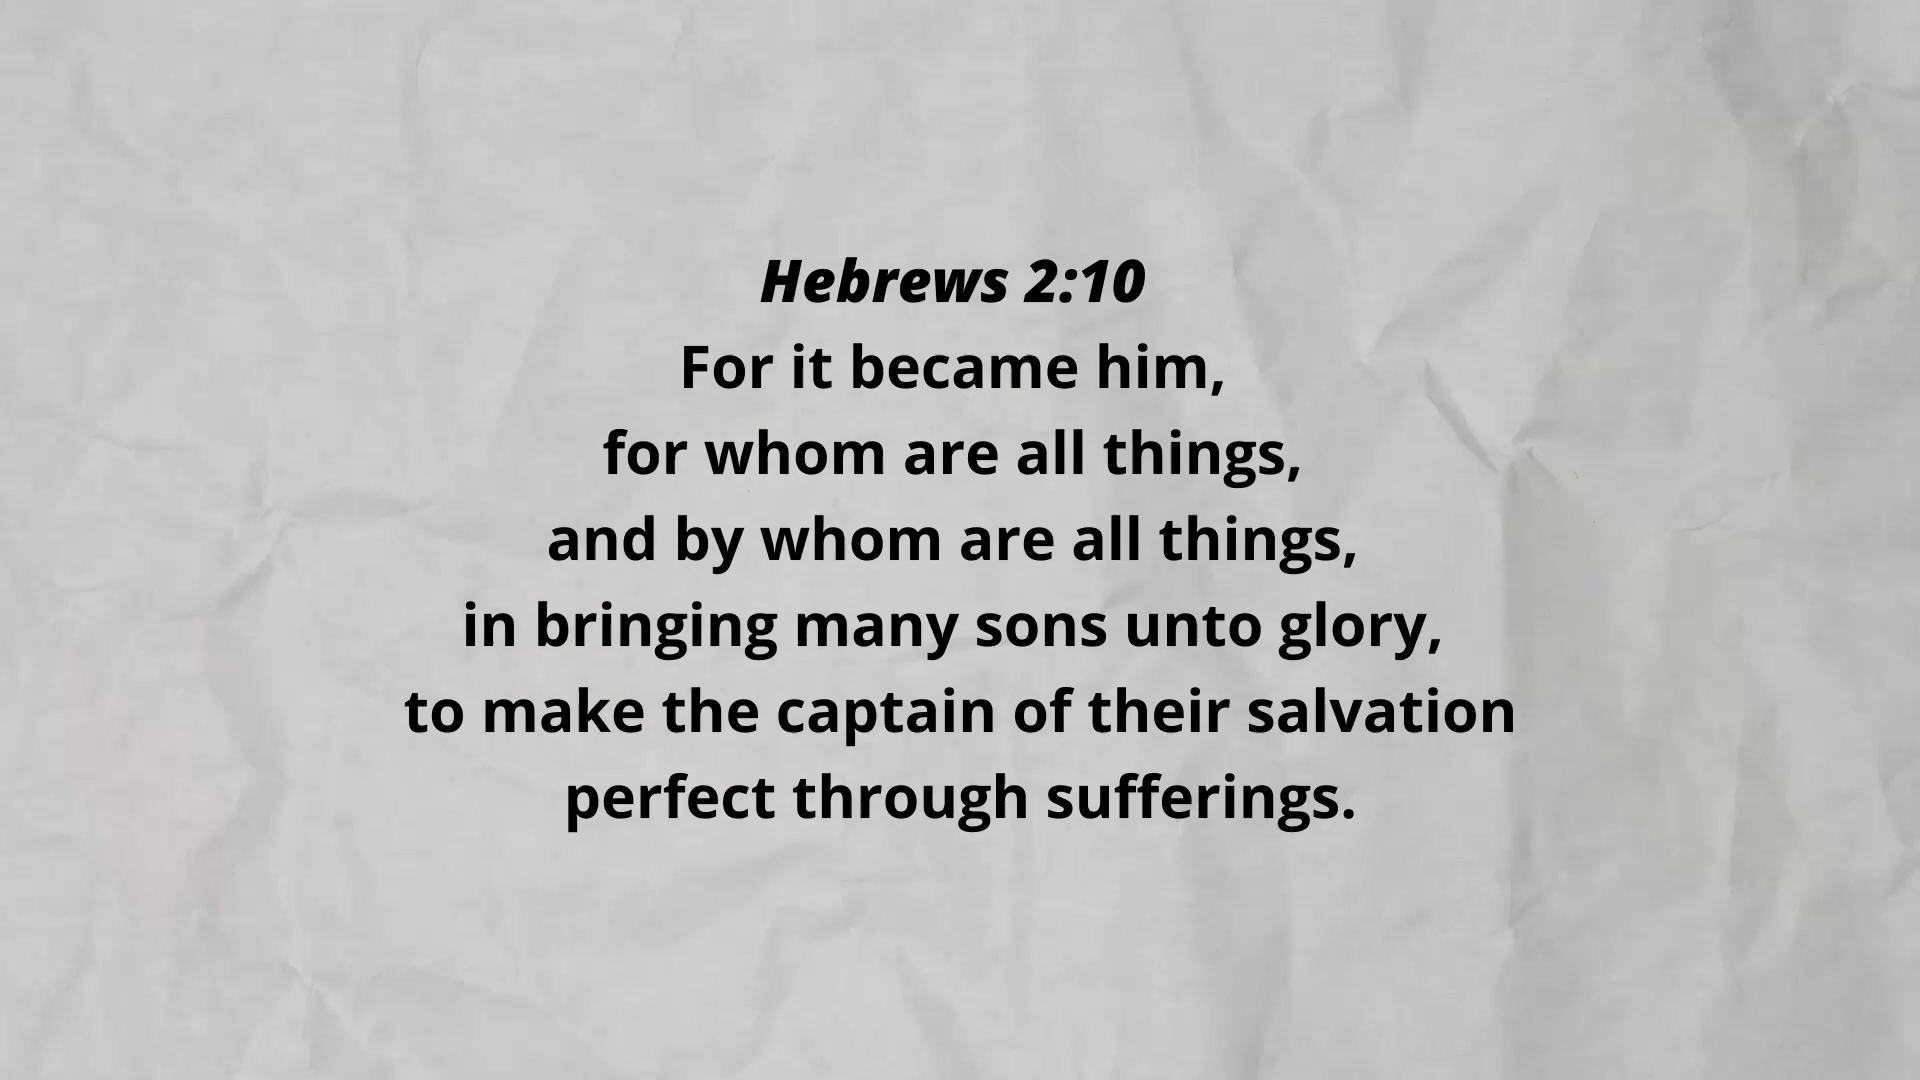 Hebrews 2:10
For it became him,
for whom are all things,
and by whom are all things,
in bringing many sons unto glory,
to make the captain of their salvation
perfect through sufferings.